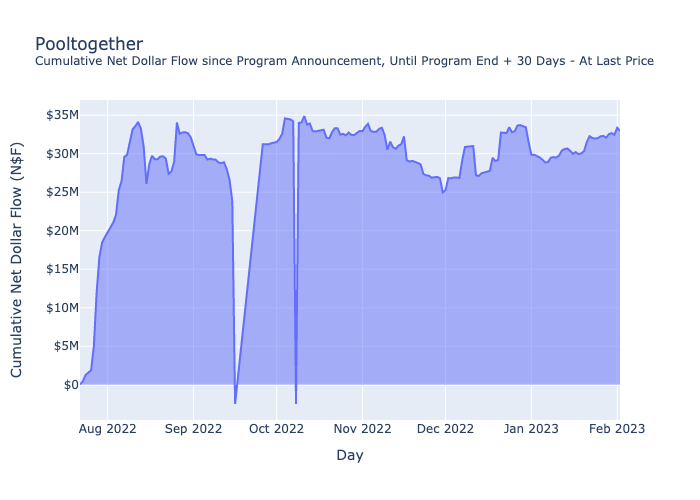 Pooltogether
Cumulative Net Dollar Flow since Program Announcement, Until Program End + 30 Days - At Last Price
Cumulative Net Dollar Flow (N$F)
$35M
$30M
$25M
$20M
$15M
$10M
$5M
$0
Aug 2022 Sep 2022 Oct 2022 Nov 2022 Dec 2022 Jan 2023 Feb 2023
Day